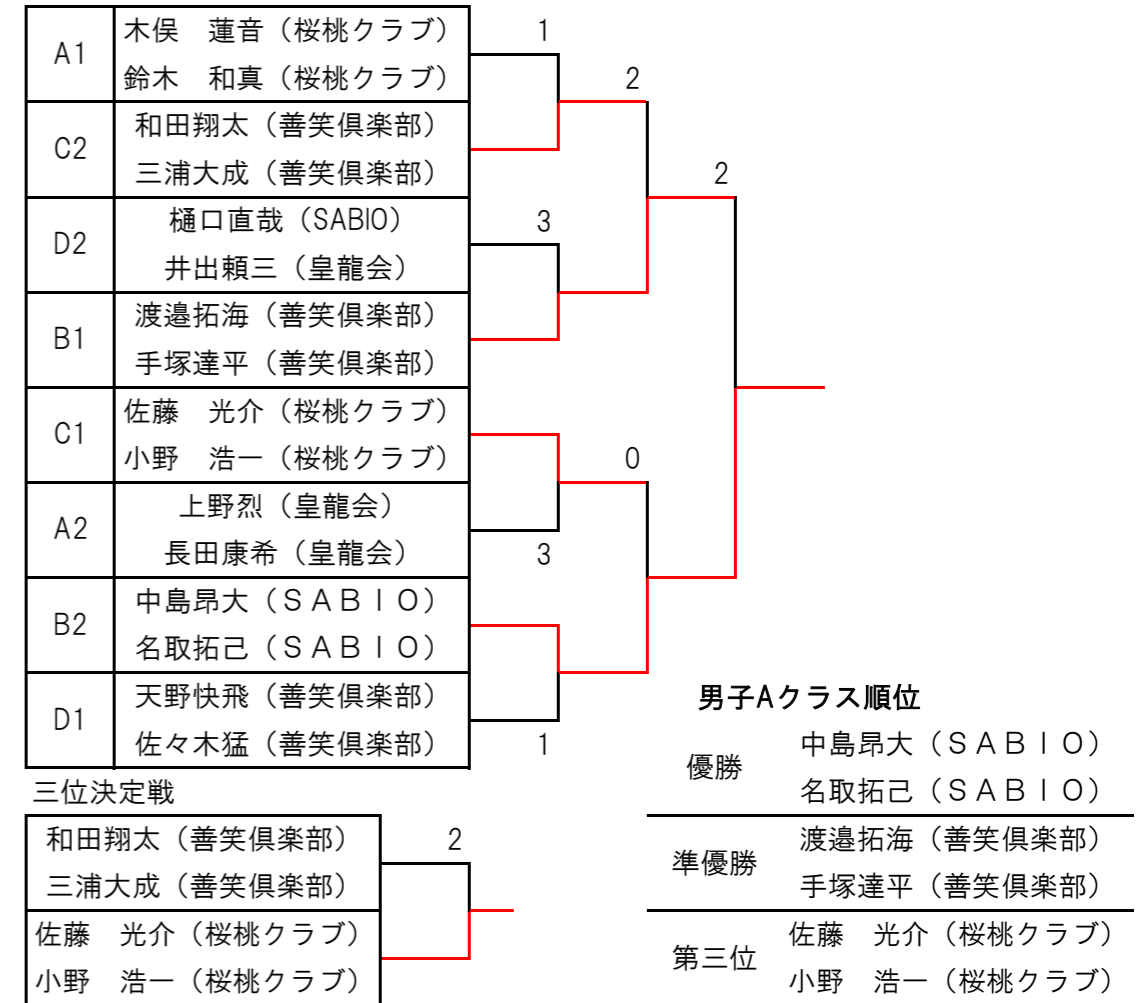 A1
木俣　蓮音（桜桃クラブ）
鈴木　和真（桜桃クラブ）
1
2
C2
和田翔太（善笑倶楽部）
三浦大成（善笑倶楽部）
2
D2
樋口直哉（SABIO）
井出頼三（皇龍会）
3
B1
渡邉拓海（善笑倶楽部）
手塚達平（善笑倶楽部）
C1
佐藤　光介（桜桃クラブ）
小野　浩一（桜桃クラブ）
0
A2
上野烈（皇龍会）
長田康希（皇龍会）
3
B2
中島昂大（ＳＡＢＩＯ）
名取拓己（ＳＡＢＩＯ）
D1
天野快飛（善笑倶楽部）
佐々木猛（善笑倶楽部）
1
三位決定戦
和田翔太（善笑倶楽部）
三浦大成（善笑倶楽部）
2
佐藤　光介（桜桃クラブ）
小野　浩一（桜桃クラブ）
男子Aクラス順位
優勝
中島昂大（ＳＡＢＩＯ）
名取拓己（ＳＡＢＩＯ）
準優勝
渡邉拓海（善笑倶楽部）
手塚達平（善笑倶楽部）
第三位
佐藤　光介（桜桃クラブ）
小野　浩一（桜桃クラブ）